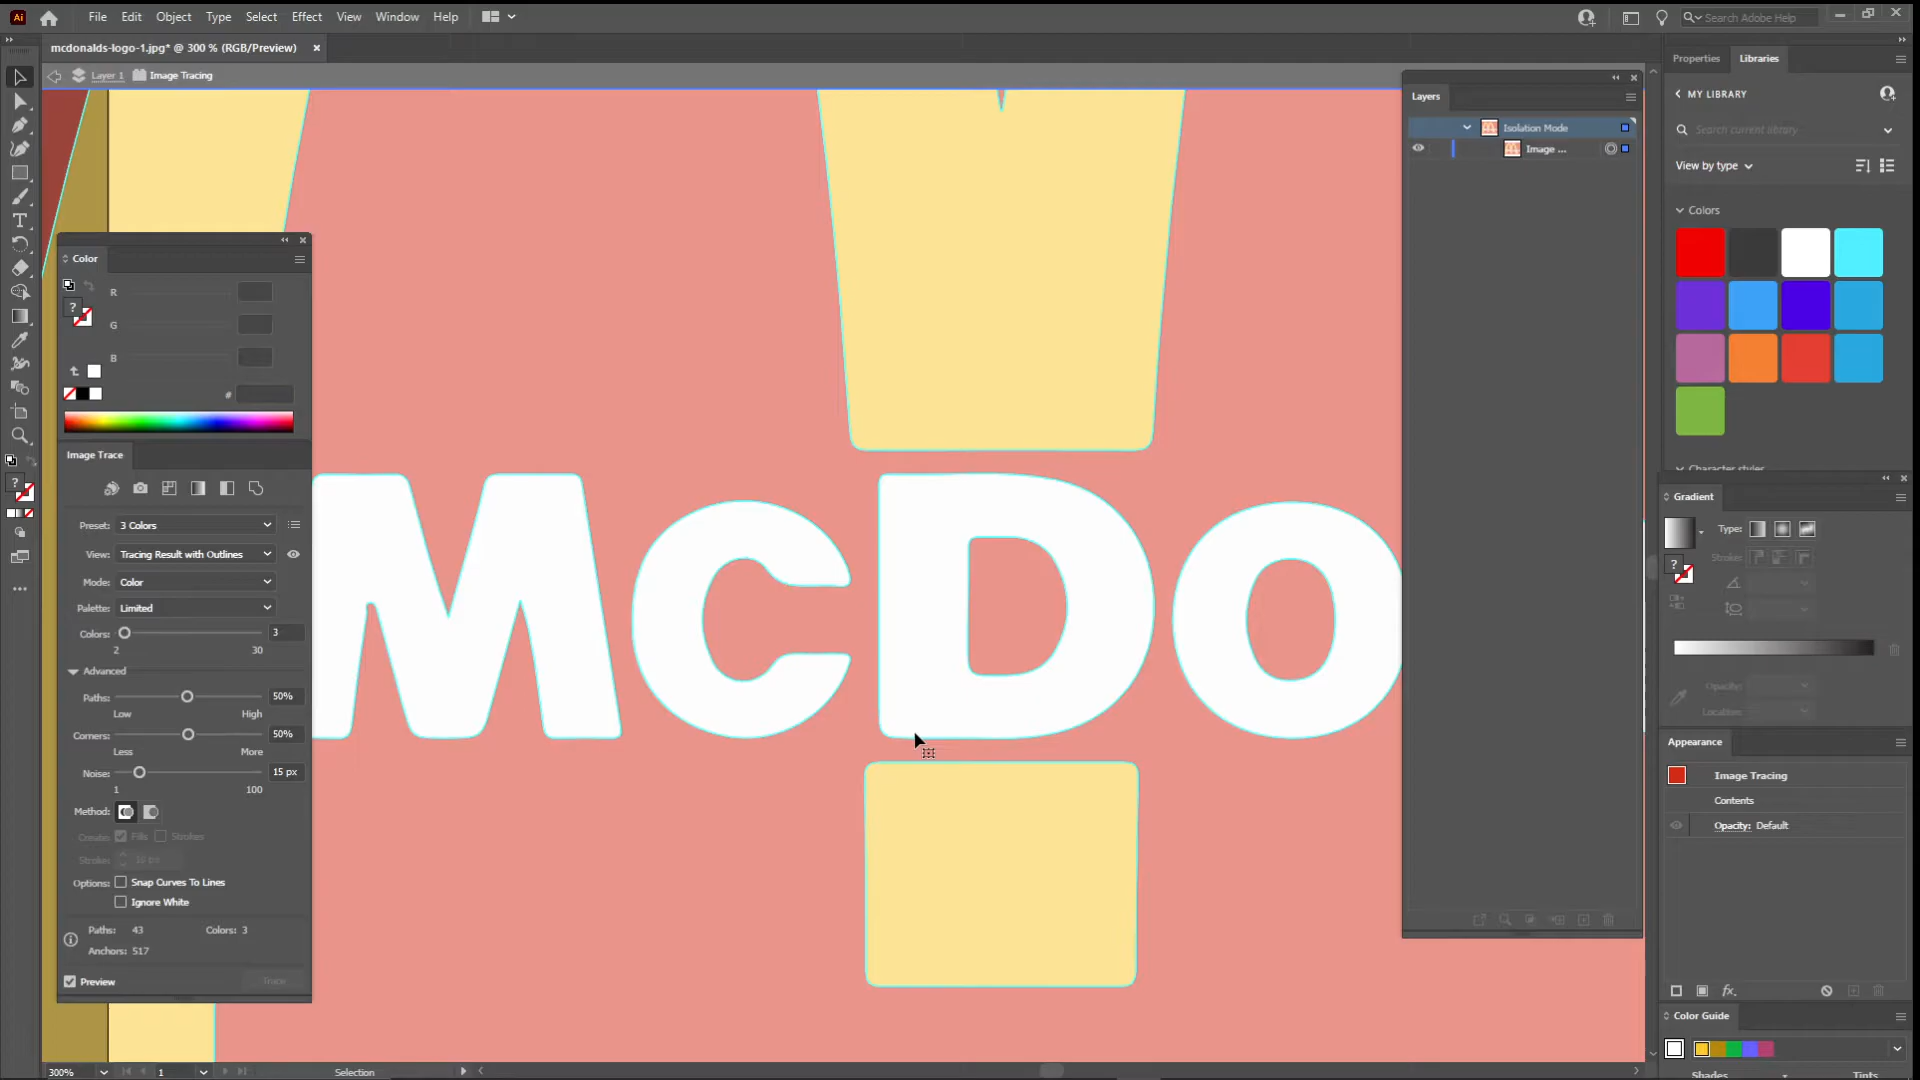 Ai File Edit Object Type Select Effect View Window Help Search Adobe Help
mcdonalds-logo-1.jpg* @ 300 % (RGB/Preview)
Layer 1 Image Tracing
Layers
Isolation Mode
Image ...
Properties Libraries
MY LIBRARY
Search current library
View by type
Colors
Character styles
Color
R
G
B
#
Image Trace
Preset: 3 Colors
View: Tracing Result with Outlines
Mode: Color
Palette: Limited
Colors: 3
2 30
Advanced
Paths: 50%
Low High
Corners: 50%
Less More
Noise: 15 px
1 100
Method:
Create: Fills Strokes
Stroke: 10 px
Options: Snap Curves To Lines
Ignore White
Paths: 43 Colors: 3
Anchors: 517
Preview Trace
McDo
Gradient
Type:
Stroke:
Opacity:
Location:
Appearance
Image Tracing
Contents
Opacity: Default
fx
Color Guide
Shades Tints
300% 1 Selection